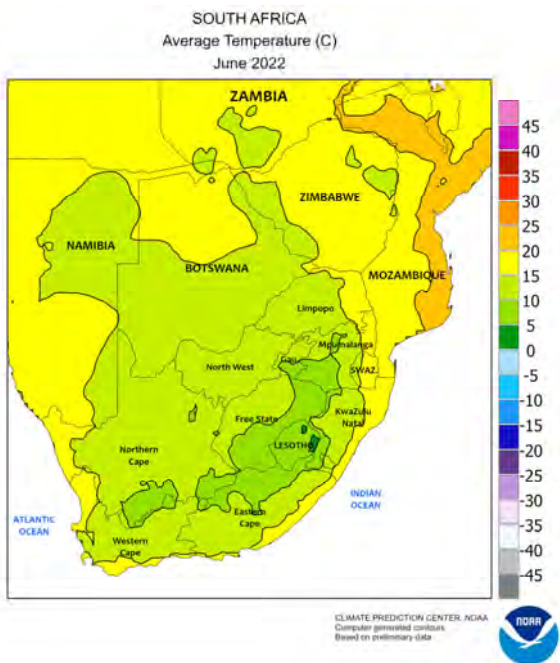 SOUTH AFRICA
Average Temperature (C)
June 2022
ZAMBIA
ZIMBABWE
NAMIBIA
BOTSWANA
MOZAMBIQUE
Limpopo
Mpumalanga
North West
Gau
SWAZ.
Free State
KwaZulu
Natal
LESOTHO
Northern
Cape
Eastern
Cape
Western
Cape
ATLANTIC
OCEAN
INDIAN
OCEAN
45
40
35
30
25
20
15
10
5
0
-5
-10
-15
-20
-25
-30
-35
-40
-45
CLIMATE PREDICTION CENTER, NOAA
Computer generated contours
Based on preliminary data
NOAA